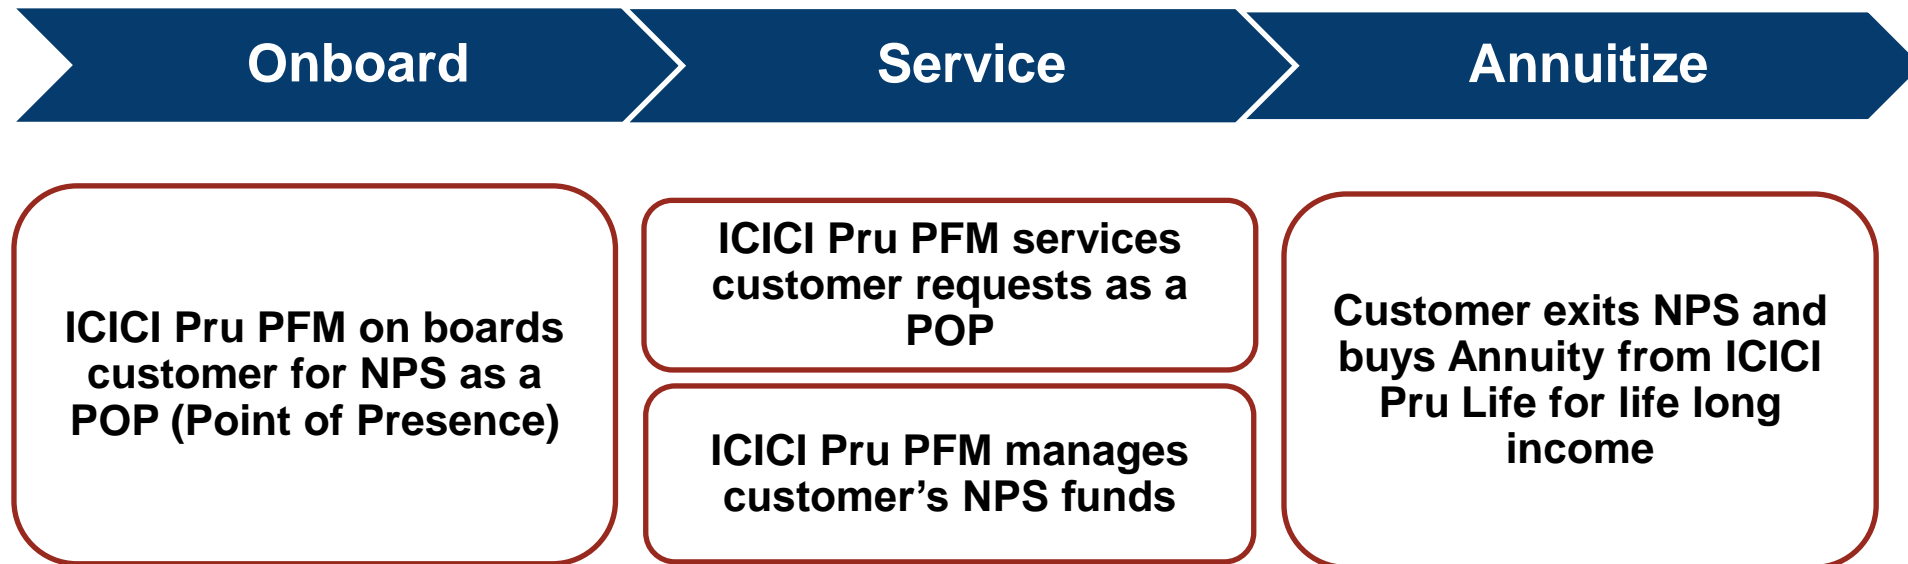 Onboard
Service
Annuitize
ICICI Pru PFM on boards
customer for NPS as a
POP (Point of Presence)
ICICI Pru PFM services
customer requests as a
POP
ICICI Pru PFM manages
customer’s NPS funds
Customer exits NPS and
buys Annuity from ICICI
Pru Life for life long
income